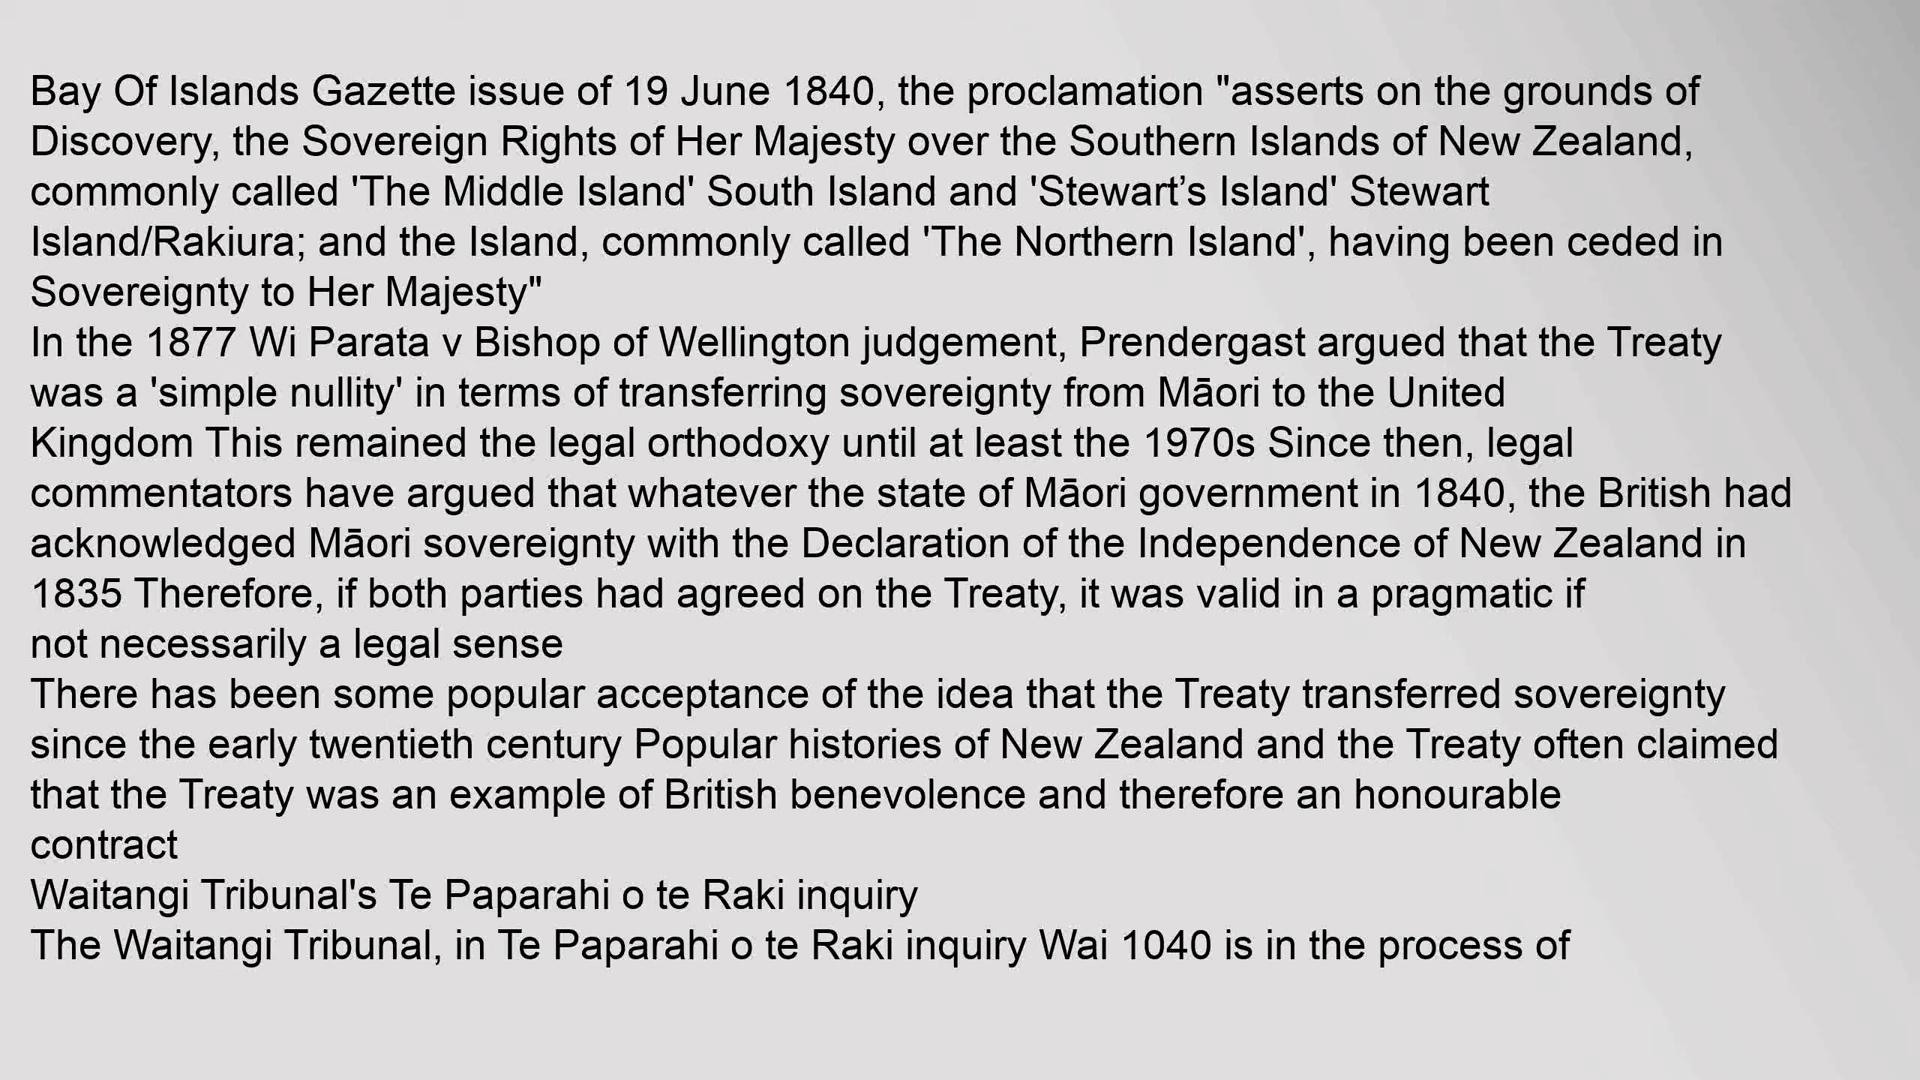 Bay Of Islands Gazette issue of 19 June 1840, the proclamation "asserts on the grounds of
Discovery, the Sovereign Rights of Her Majesty over the Southern Islands of New Zealand,
commonly called 'The Middle Island' South Island and 'Stewart’s Island' Stewart
Island/Rakiura; and the Island, commonly called 'The Northern Island', having been ceded in
Sovereignty to Her Majesty"
In the 1877 Wi Parata v Bishop of Wellington judgement, Prendergast argued that the Treaty
was a 'simple nullity' in terms of transferring sovereignty from Māori to the United
Kingdom This remained the legal orthodoxy until at least the 1970s Since then, legal
commentators have argued that whatever the state of Māori government in 1840, the British had
acknowledged Māori sovereignty with the Declaration of the Independence of New Zealand in
1835 Therefore, if both parties had agreed on the Treaty, it was valid in a pragmatic if
not necessarily a legal sense
There has been some popular acceptance of the idea that the Treaty transferred sovereignty
since the early twentieth century Popular histories of New Zealand and the Treaty often claimed
that the Treaty was an example of British benevolence and therefore an honourable
contract
Waitangi Tribunal's Te Paparahi o te Raki inquiry
The Waitangi Tribunal, in Te Paparahi o te Raki inquiry Wai 1040 is in the process of